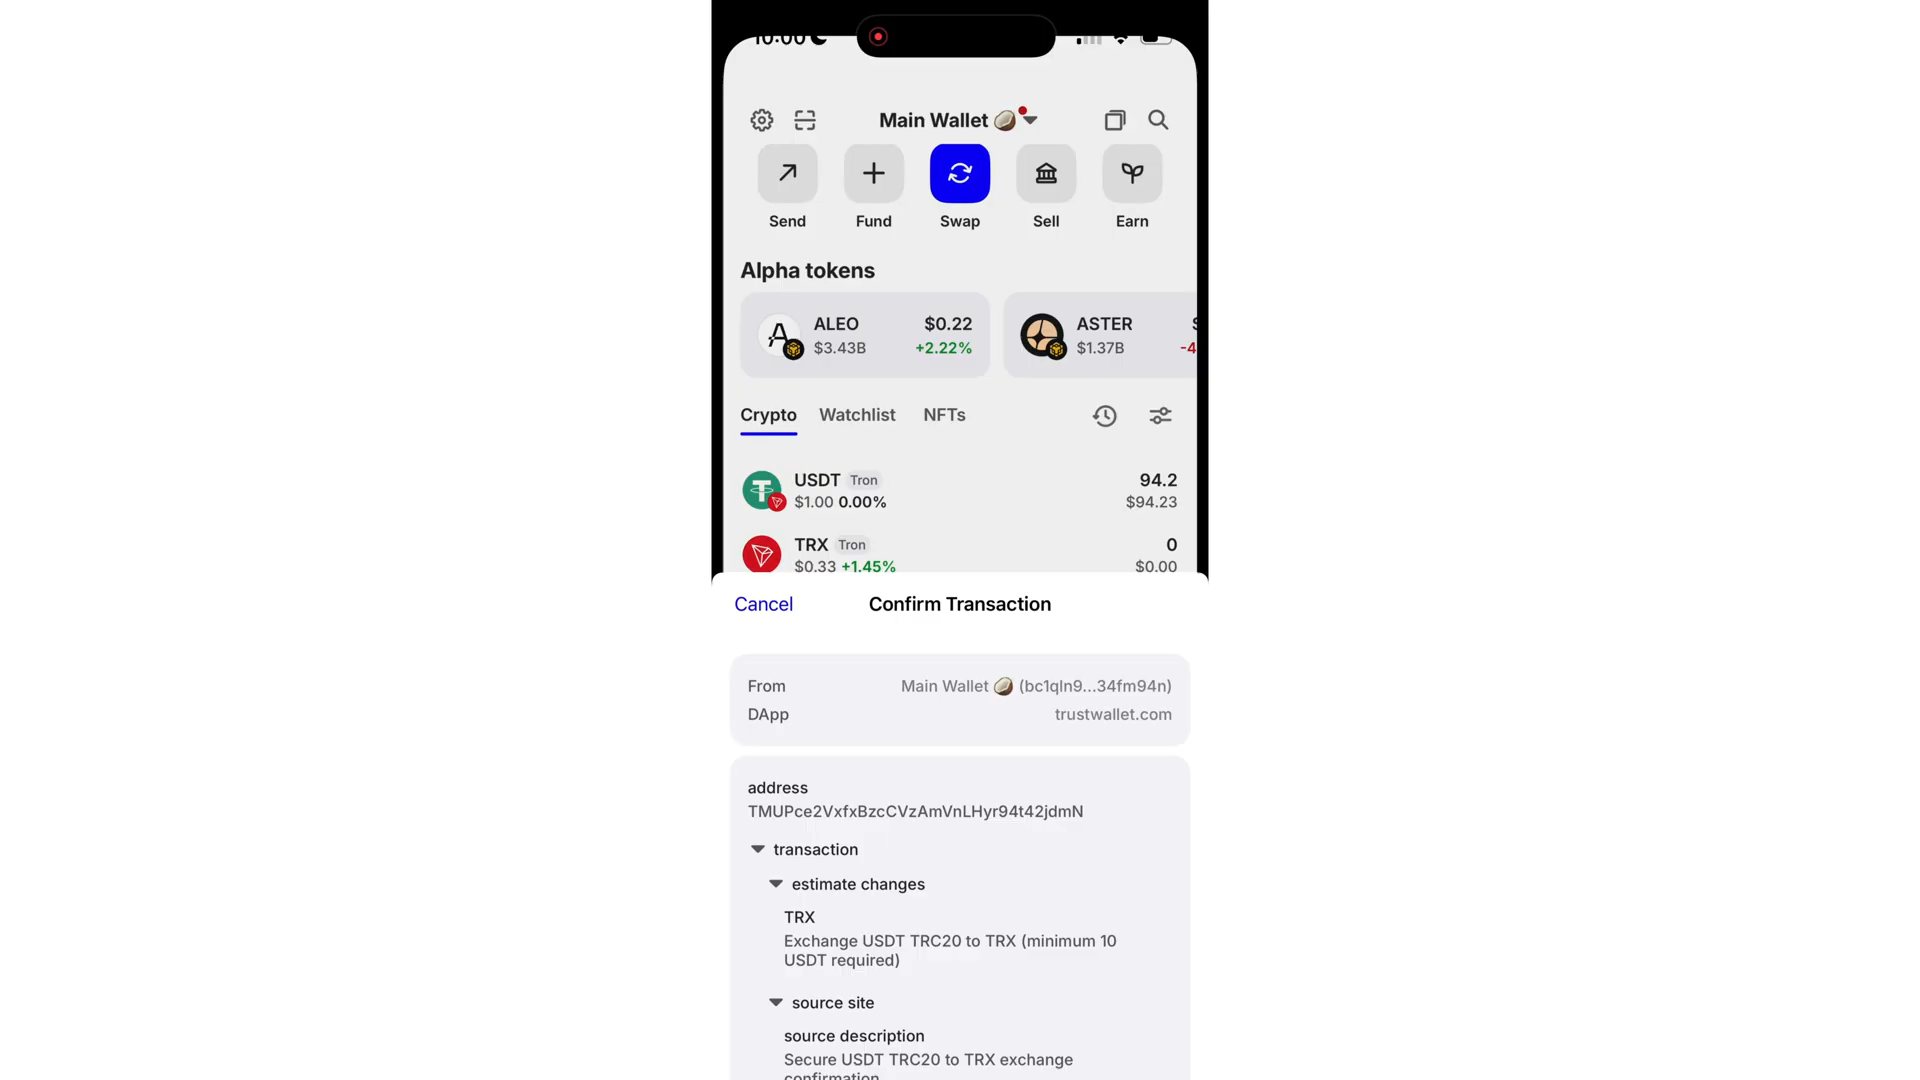 10:00
Main Wallet
Send Fund Swap Sell Earn
Alpha tokens
ALEO $0.22
$3.43B +2.22%
ASTER
$1.37B -4
Crypto Watchlist NFTs
USDT Tron 94.2
$1.00 0.00% $94.23
TRX Tron 0
$0.33 +1.45% $0.00
Cancel Confirm Transaction
From Main Wallet (bc1qln9...34fm94n)
DApp trustwallet.com
address
TMUPce2VxfxBzcCVzAmVnLHyr94t42jdmN
transaction
estimate changes
TRX
Exchange USDT TRC20 to TRX (minimum 10
USDT required)
source site
source description
Secure USDT TRC20 to TRX exchange
confirmation